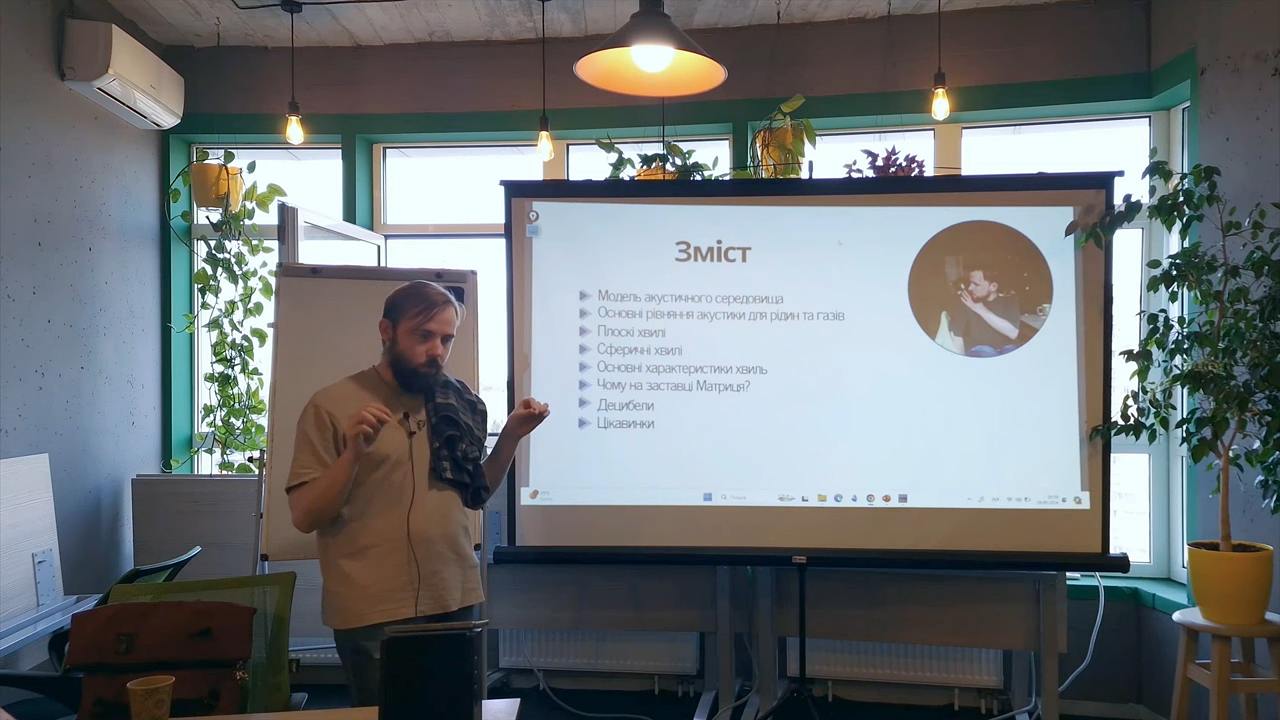 Зміст
Модель акустичного середовища
Основні рівняння акустики для рідин та газів
Плоскі хвилі
Сферичні хвилі
Основні характеристики хвиль
Чому на заставці Матриця?
Децибели
Цікавинки